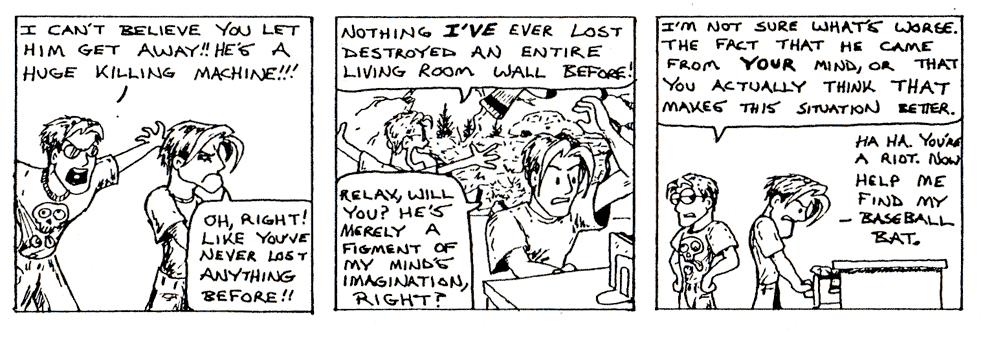 I CAN'T BELIEVE YOU LET
HIM GET AWAY!! HE'S A
HUGE KILLING MACHINE!!!
OH, RIGHT!
LIKE YOU'VE
NEVER LOST
ANYTHING
BEFORE!!
NOTHING I'VE EVER LOST
DESTROYED AN ENTIRE
LIVING ROOM WALL BEFORE!
RELAX, WILL
YOU? HE'S
MERELY A
FIGMENT OF
MY MIND'S
IMAGINATION,
RIGHT?
I'M NOT SURE WHAT'S WORSE.
THE FACT THAT HE CAME
FROM YOUR MIND, OR THAT
YOU ACTUALLY THINK THAT
MAKES THIS SITUATION BETTER.
HA HA. YOU'RE
A RIOT. NOW
HELP ME
FIND MY
BASEBALL
BAT.